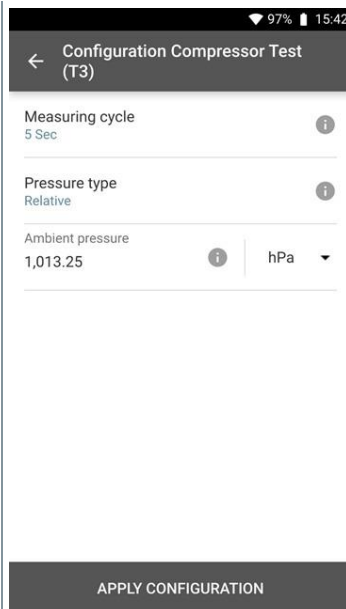 97% 15:42
Configuration Compressor Test
(T3)
Measuring cycle
5 Sec
Pressure type
Relative
Ambient pressure
1,013.25 hPa
APPLY CONFIGURATION